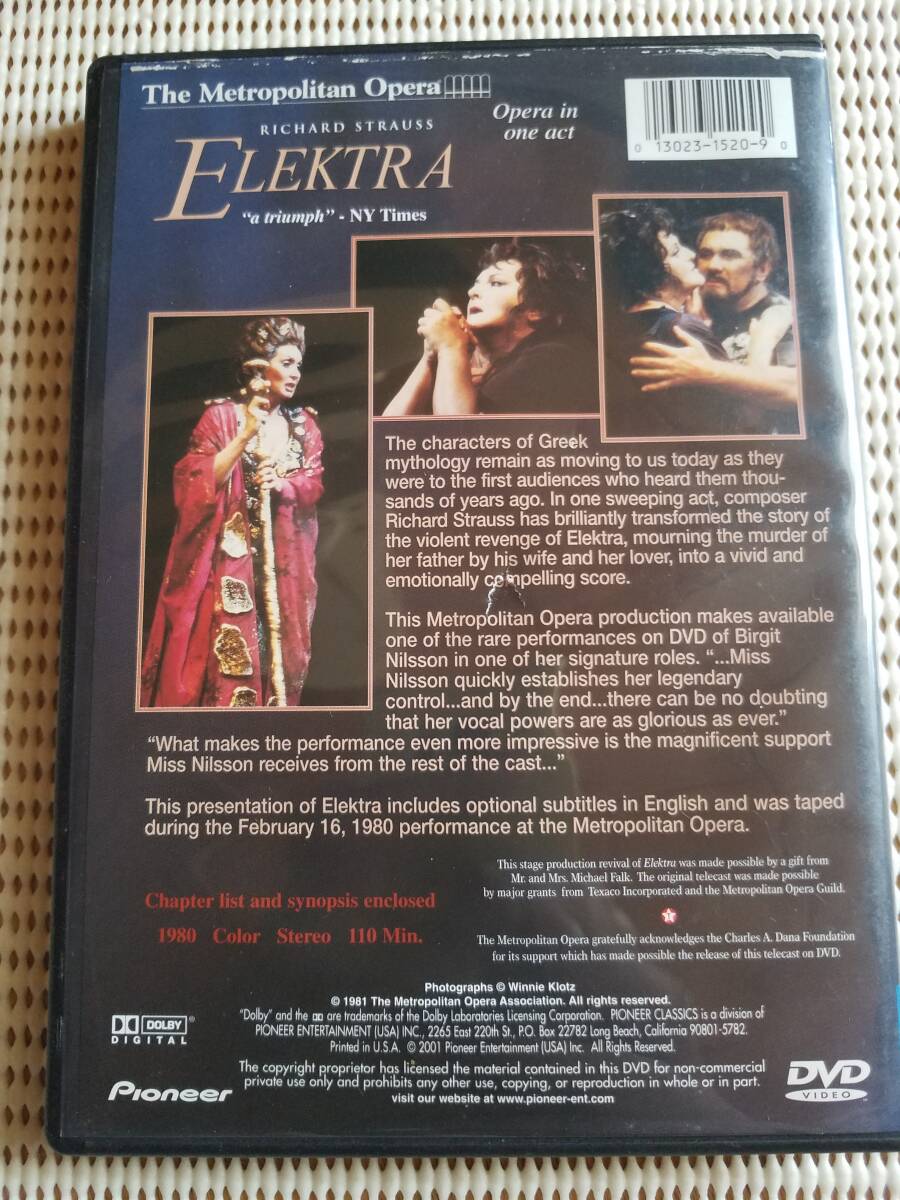 The Metropolitan Opera
Opera in
one act
0 13023-1520-9 0
RICHARD STRAUSS
ELEKTRA
"a triumph" - NY Times
The characters of Greek
mythology remain as moving to us today as they
were to the first audiences who heard them thou-
sands of years ago. In one sweeping act, composer
Richard Strauss has brilliantly transformed the story of
the violent revenge of Elektra, mourning the murder of
her father by his wife and her lover, into a vivid and
emotionally compelling score.
This Metropolitan Opera production makes available
one of the rare performances on DVD of Birgit
Nilsson in one of her signature roles. "...Miss
Nilsson quickly establishes her legendary
control...and by the end...there can be no doubting
that her vocal powers are as glorious as ever."
"What makes the performance even more impressive is the magnificent support
Miss Nilsson receives from the rest of the cast..."
This presentation of Elektra includes optional subtitles in English and was taped
during the February 16, 1980 performance at the Metropolitan Opera.
This stage production revival of Elektra was made possible by a gift from
Mr. and Mrs. Michael Falk. The original telecast was made possible
by major grants from Texaco Incorporated and the Metropolitan Opera Guild.
Chapter list and synopsis enclosed
1980 Color Stereo 110 Min.
The Metropolitan Opera gratefully acknowledges the Charles A. Dana Foundation
for its support which has made possible the release of this telecast on DVD.
Photographs © Winnie Klotz
© 1981 The Metropolitan Opera Association. All rights reserved.
"Dolby" and the are trademarks of the Dolby Laboratories Licensing Corporation. PIONEER CLASSICS is a division of
PIONEER ENTERTAINMENT (USA) INC., 2265 East 220th St., P.O. Box 22782 Long Beach, California 90801-5782.
Printed in U.S.A. © 2001 Pioneer Entertainment (USA) Inc. All Rights Reserved.
DOLBY
DIGITAL
The copyright proprietor has licensed the material contained in this DVD for non-commercial
private use only and prohibits any other use, copying, or reproduction in whole or in part.
visit our website at www.pioneer-ent.com
Pioneer
DVD
VIDEO